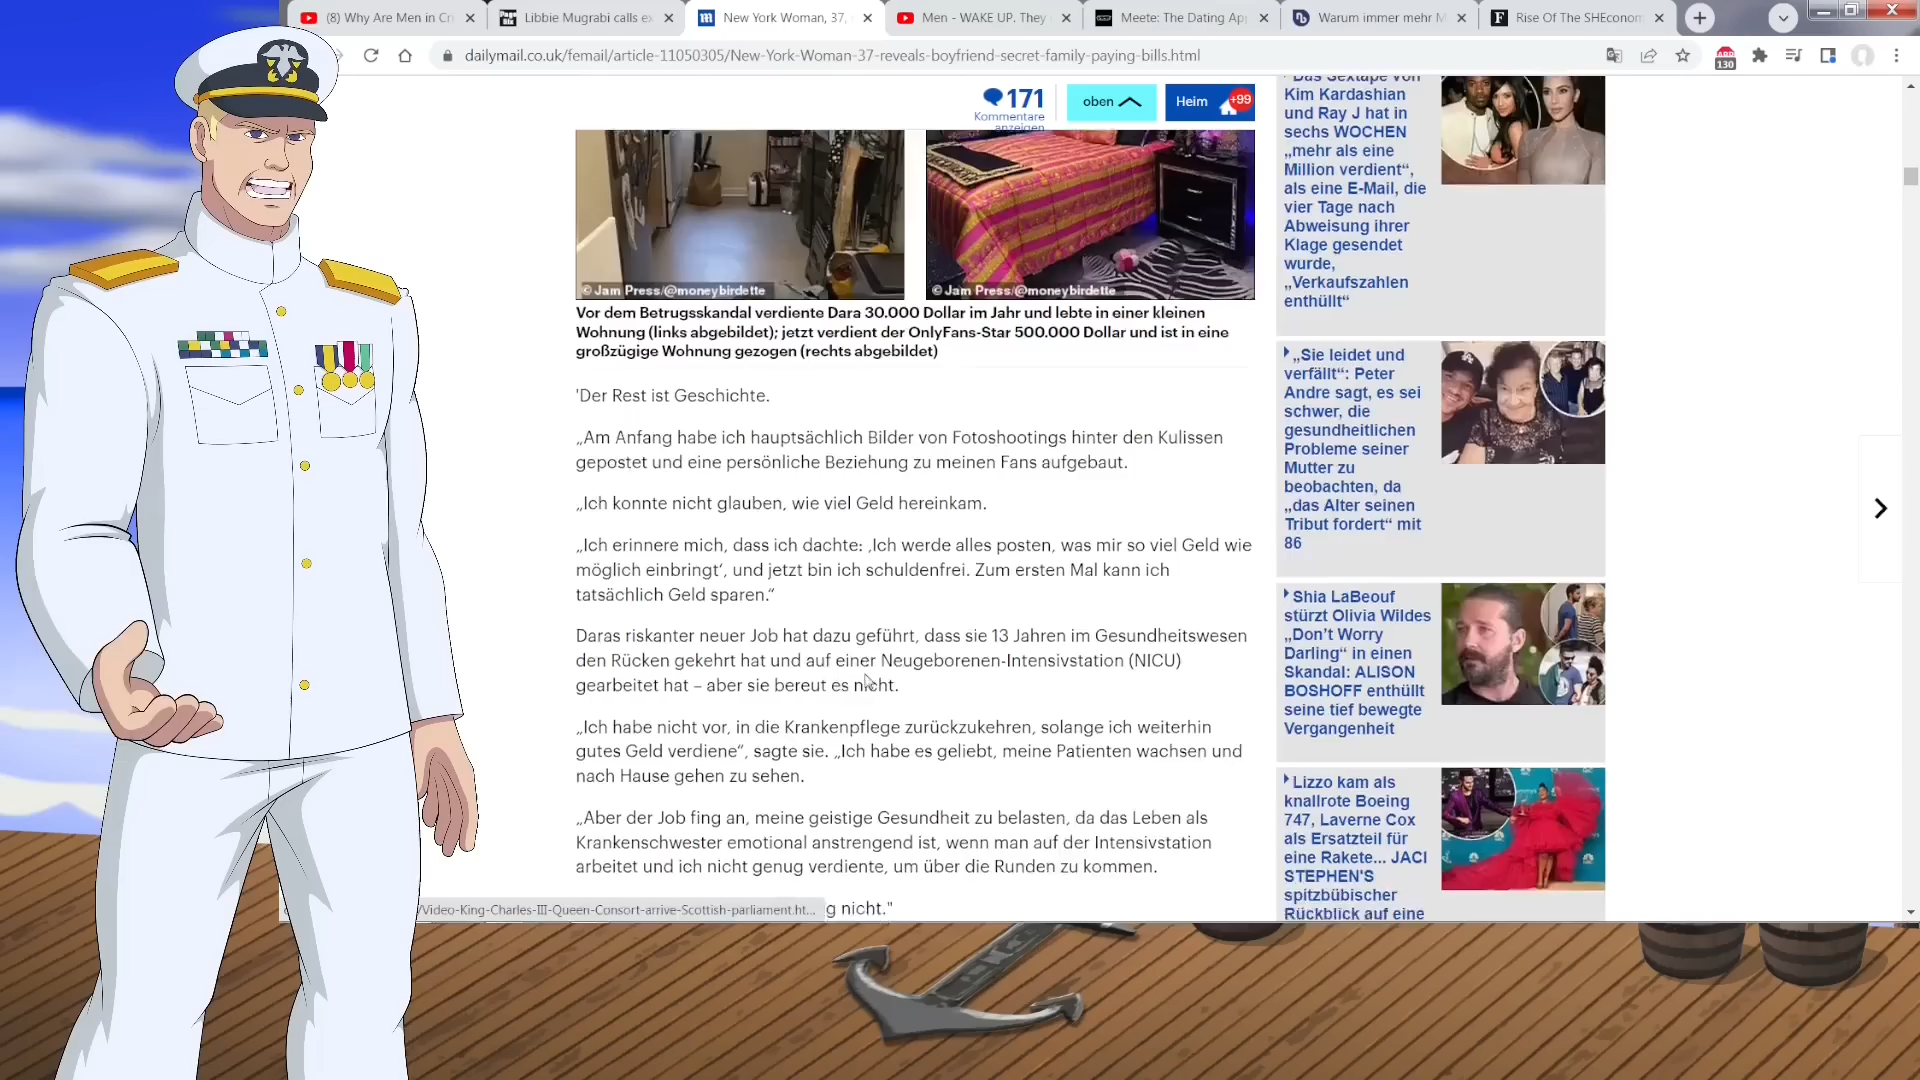 (8) Why Are Men in Cr
Libbie Mugrabi calls ex
New York Woman, 37,
Men - WAKE UP. They
Meete: The Dating App
Warum immer mehr M
Rise Of The SHEconom
dailymail.co.uk/femail/article-11050305/New-York-Woman-37-reveals-boyfriend-secret-family-paying-bills.html
130
171
Kommentare
anzeigen
oben
Heim
+99
©Jam Press/@moneybirdette
©Jam Press/@moneybirdette
Vor dem Betrugsskandal verdiente Dara 30.000 Dollar im Jahr und lebte in einer kleinen
Wohnung (links abgebildet); jetzt verdient der OnlyFans-Star 500.000 Dollar und ist in eine
großzügige Wohnung gezogen (rechts abgebildet)
'Der Rest ist Geschichte.
„Am Anfang habe ich hauptsächlich Bilder von Fotoshootings hinter den Kulissen
gepostet und eine persönliche Beziehung zu meinen Fans aufgebaut.
„Ich konnte nicht glauben, wie viel Geld hereinkam.
„Ich erinnere mich, dass ich dachte: ‚Ich werde alles posten, was mir so viel Geld wie
möglich einbringt‘, und jetzt bin ich schuldenfrei. Zum ersten Mal kann ich
tatsächlich Geld sparen.“
Daras riskanter neuer Job hat dazu geführt, dass sie 13 Jahren im Gesundheitswesen
den Rücken gekehrt hat und auf einer Neugeborenen-Intensivstation (NICU)
gearbeitet hat – aber sie bereut es nicht.
„Ich habe nicht vor, in die Krankenpflege zurückzukehren, solange ich weiterhin
gutes Geld verdiene“, sagte sie. „Ich habe es geliebt, meine Patienten wachsen und
nach Hause gehen zu sehen.
„Aber der Job fing an, meine geistige Gesundheit zu belasten, da das Leben als
Krankenschwester emotional anstrengend ist, wenn man auf der Intensivstation
arbeitet und ich nicht genug verdiente, um über die Runden zu kommen.
g nicht."
/Video-King-Charles-III-Queen-Consort-arrive-Scottish-parliament.ht...
Das Sextape von
Kim Kardashian
und Ray J hat in
sechs WOCHEN
„mehr als eine
Million verdient“,
als eine E-Mail, die
vier Tage nach
Abweisung ihrer
Klage gesendet
wurde,
„Verkaufszahlen
enthüllt“
„Sie leidet und
verfällt“: Peter
Andre sagt, es sei
schwer, die
gesundheitlichen
Probleme seiner
Mutter zu
beobachten, da
„das Alter seinen
Tribut fordert“ mit
86
Shia LaBeouf
stürzt Olivia Wildes
„Don’t Worry
Darling“ in einen
Skandal: ALISON
BOSHOFF enthüllt
seine tief bewegte
Vergangenheit
Lizzo kam als
knallrote Boeing
747, Laverne Cox
als Ersatzteil für
eine Rakete... JACI
STEPHEN'S
spitzbübischer
Rückblick auf eine